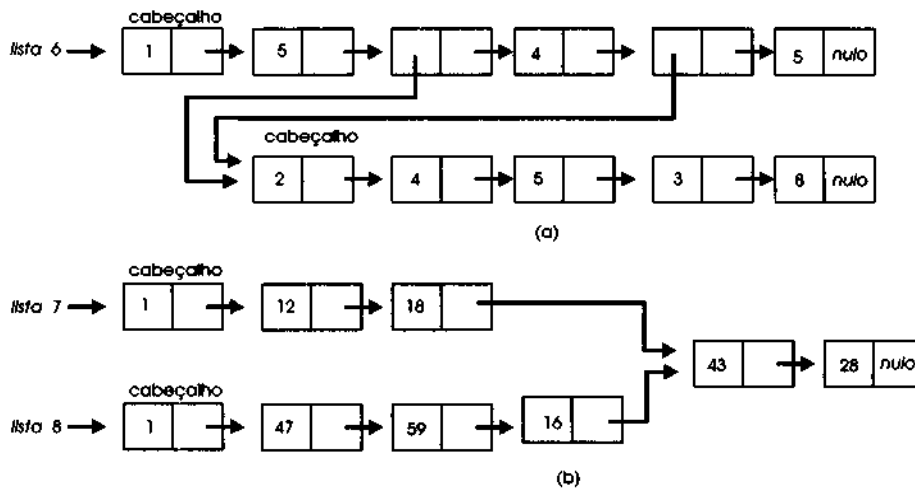 cabeçalho
lista 6 1 5 4 5 nulo
cabeçalho
2 4 5 3 8 nulo
(a)
cabeçalho
lista 7 1 12 18
43 28 nulo
cabeçalho
lista 8 1 47 59 16
(b)